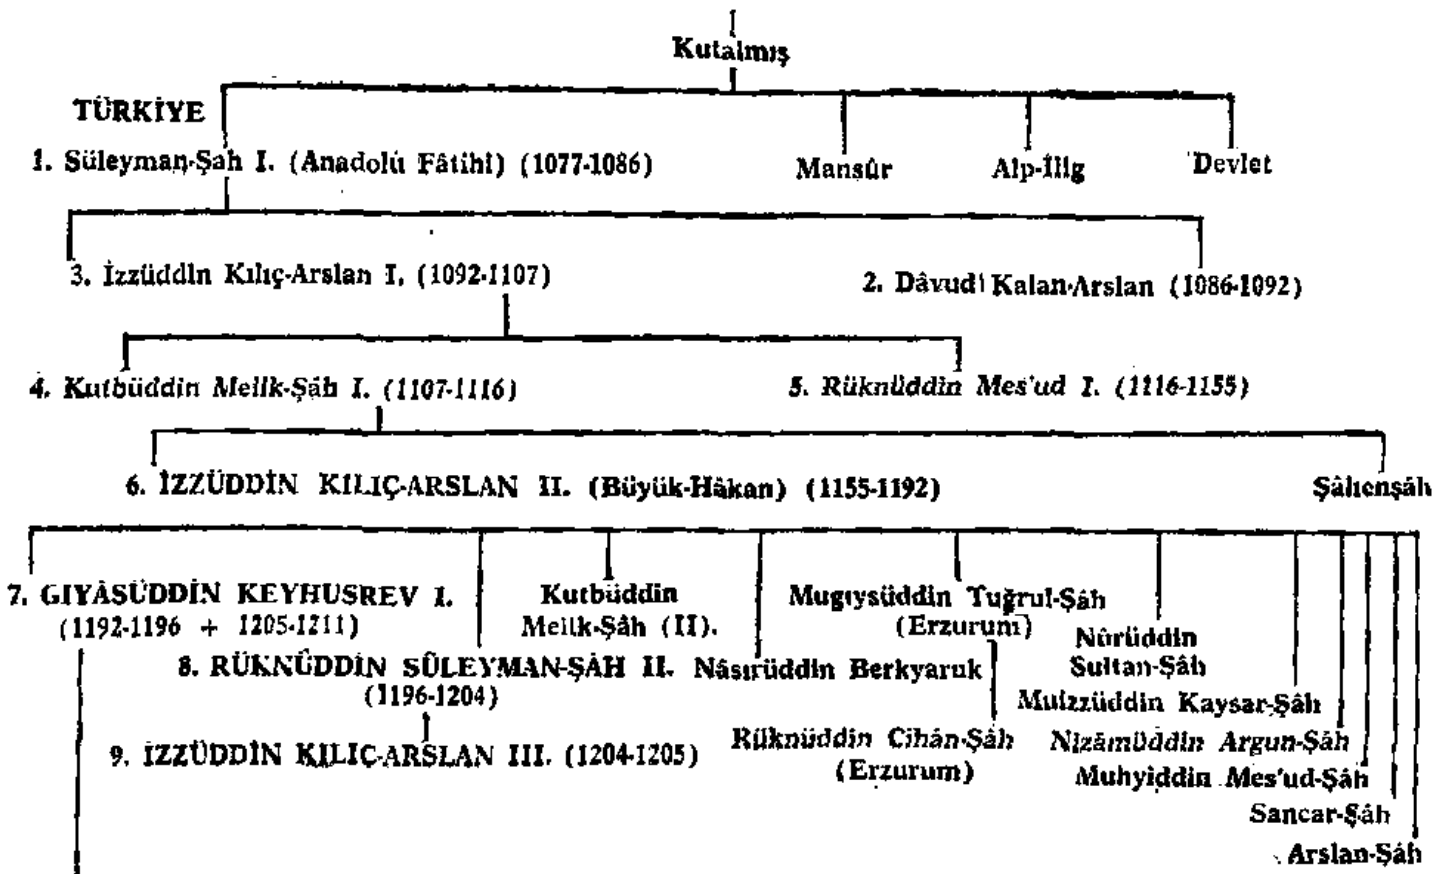 Kutalmış
TÜRKİYE
1. Süleyman-Şah I. (Anadolu Fâtihi) (1077-1086)
Mansûr
Alp-İlig
Devlet
3. İzzüddin Kılıç-Arslan I. (1092-1107)
2. Dâvud Kalan-Arslan (1086-1092)
4. Kutbüddin Melik-Şâh I. (1107-1116)
5. Rüknüddin Mes'ud I. (1116-1155)
6. İZZÜDDİN KILIÇ-ARSLAN II. (Büyük-Hâkan) (1155-1192)
Şâhenşâh
7. GIYÂSÜDDİN KEYHUSREV I.
(1192-1196 + 1205-1211)
Kutbüddin
Melik-Şâh (II).
Mugıysüddin Tuğrul-Şâh
(Erzurum)
Nûrüddin
Sultan-Şâh
8. RÜKNÜDDİN SÜLEYMAN-ŞÂH II.
(1196-1204)
Nâsırüddin Berkyaruk
Muizzüddin Kaysar-Şâh
9. İZZÜDDİN KILIÇ-ARSLAN III. (1204-1205)
Rüknüddin Cihân-Şâh
(Erzurum)
Nizâmüddin Argun-Şâh
Muhyiddin Mes'ud-Şâh
Sancar-Şâh
Arslan-Şâh